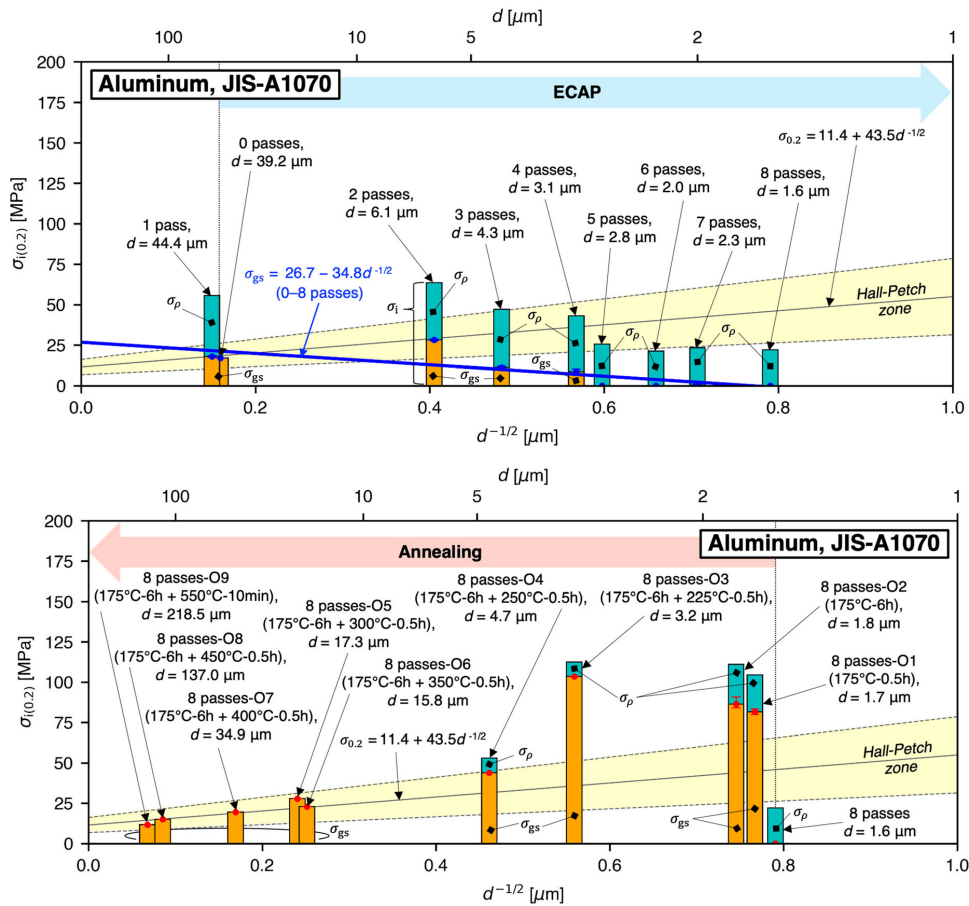 d [μm]
100 10 5 2 1
Aluminum, JIS-A1070
ECAP
200
175
150
125
100
75
50
25
0
σi(0.2) [MPa]
0 passes,
d = 39.2 μm
σ0.2 = 11.4 + 43.5d -1/2
1 pass,
d = 44.4 μm
2 passes,
d = 6.1 μm
3 passes,
d = 4.3 μm
4 passes,
d = 3.1 μm
5 passes,
d = 2.8 μm
6 passes,
d = 2.0 μm
7 passes,
d = 2.3 μm
8 passes,
d = 1.6 μm
σgs = 26.7 − 34.8d -1/2
(0–8 passes)
σρ
σi
σρ
σρ
σρ
σρ
Hall-Petch
zone
σgs
σgs
σgs
0.0 0.2 0.4 0.6 0.8 1.0
d−1/2 [μm]
d [μm]
100 10 5 2 1
Annealing
Aluminum, JIS-A1070
200
175
150
125
100
75
50
25
0
σi(0.2) [MPa]
8 passes-O9
(175°C-6h + 550°C-10min),
d = 218.5 μm
8 passes-O8
(175°C-6h + 450°C-0.5h),
d = 137.0 μm
8 passes-O7
(175°C-6h + 400°C-0.5h),
d = 34.9 μm
8 passes-O5
(175°C-6h + 300°C-0.5h),
d = 17.3 μm
8 passes-O6
(175°C-6h + 350°C-0.5h),
d = 15.8 μm
8 passes-O4
(175°C-6h + 250°C-0.5h),
d = 4.7 μm
8 passes-O3
(175°C-6h + 225°C-0.5h),
d = 3.2 μm
8 passes-O2
(175°C-6h),
d = 1.8 μm
8 passes-O1
(175°C-0.5h),
d = 1.7 μm
σ0.2 = 11.4 + 43.5d -1/2
σρ
σρ
Hall-Petch
zone
σgs
σgs
σgs
σρ
8 passes
d = 1.6 μm
0.0 0.2 0.4 0.6 0.8 1.0
d−1/2 [μm]